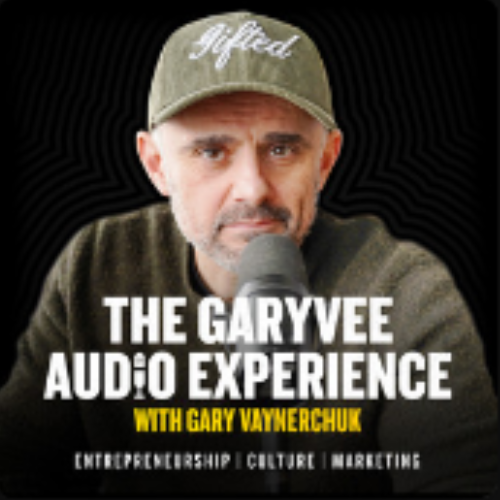 Gifted
THE GARYVEE
AUDIO EXPERIENCE
WITH GARY VAYNERCHUK
ENTREPRENEURSHIP | CULTURE | MARKETING